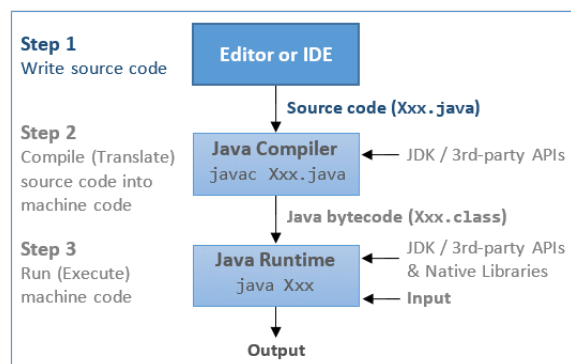 Step 1
Write source code
Editor or IDE
Source code (Xxx.java)
Step 2
Compile (Translate)
source code into
machine code
Java Compiler
javac Xxx.java
JDK / 3rd-party APIs
Java bytecode (Xxx.class)
Step 3
Run (Execute)
machine code
Java Runtime
java Xxx
JDK / 3rd-party APIs
& Native Libraries
Input
Output